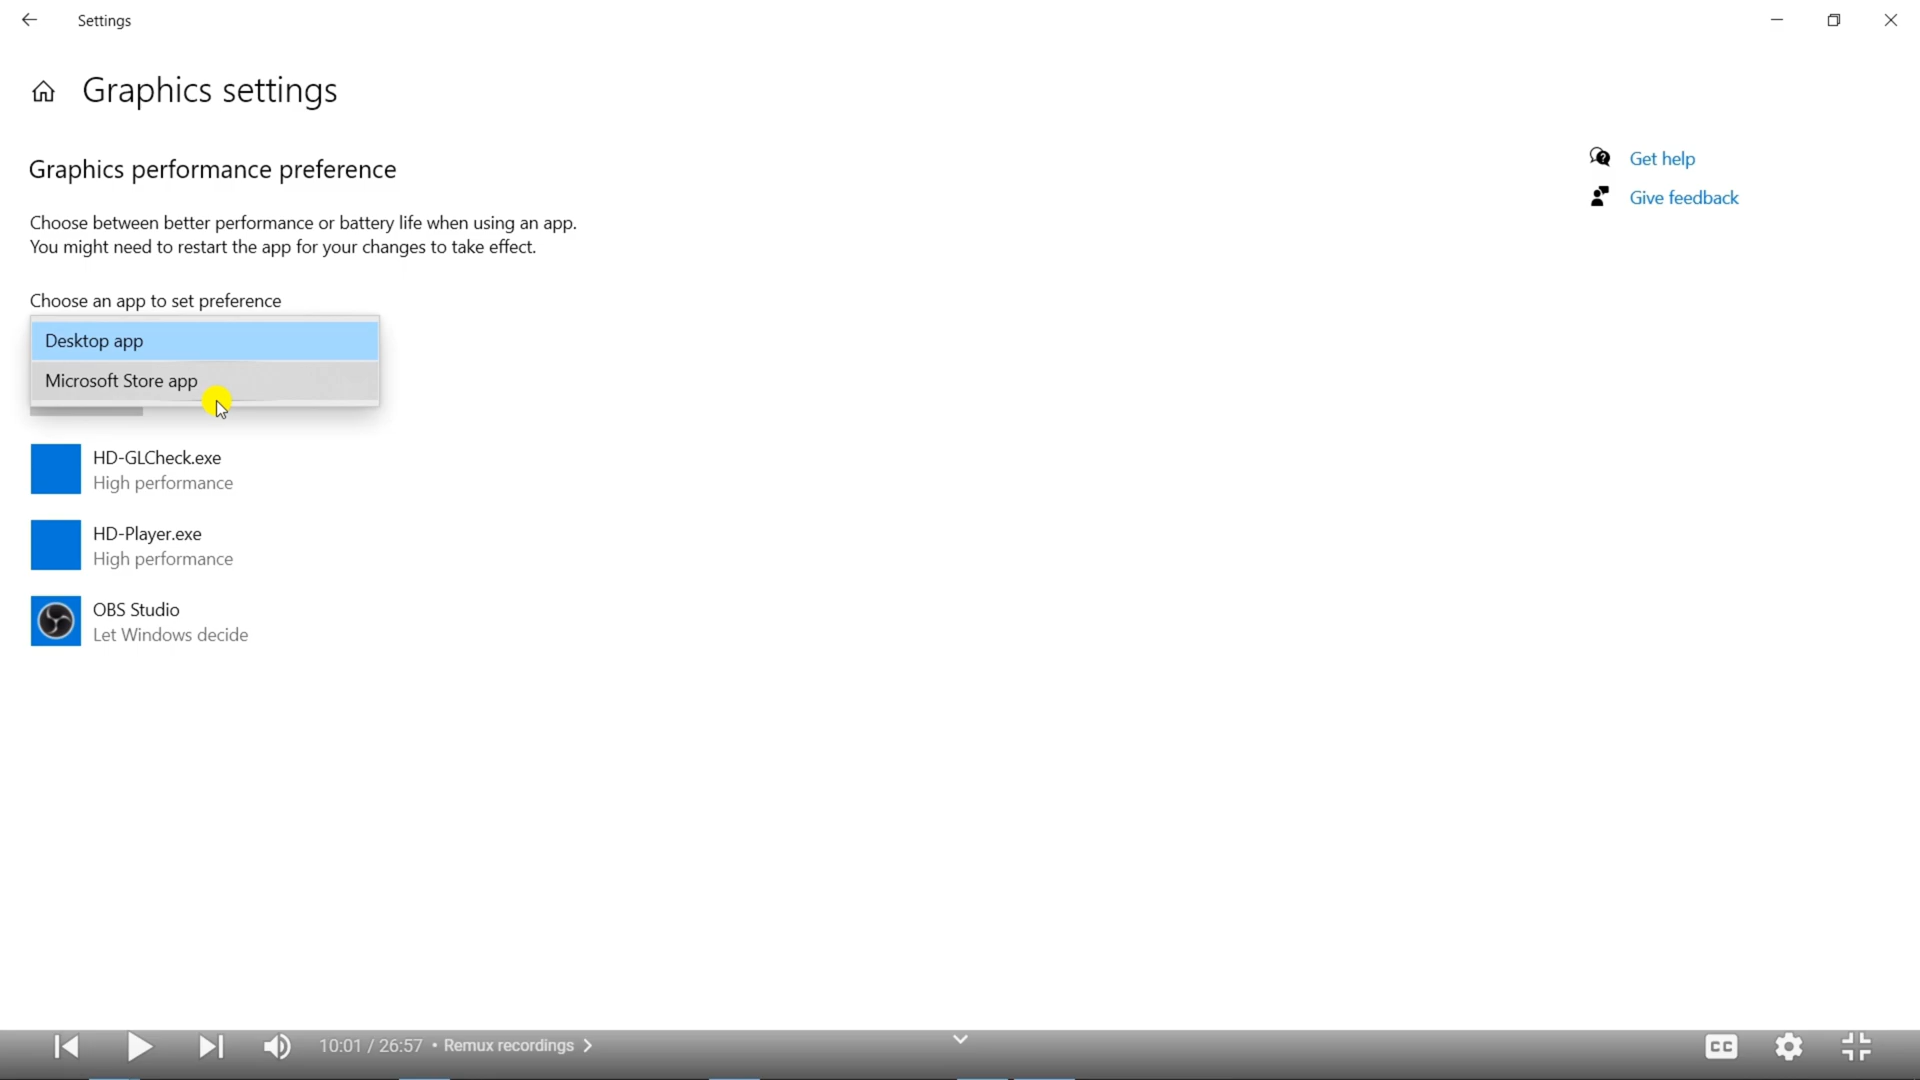 Settings
Graphics settings
Graphics performance preference
Get help
Give feedback
Choose between better performance or battery life when using an app.
You might need to restart the app for your changes to take effect.
Choose an app to set preference
Desktop app
Microsoft Store app
HD-GLCheck.exe
High performance
HD-Player.exe
High performance
OBS Studio
Let Windows decide
10:01 / 26:57 • Remux recordings
CC